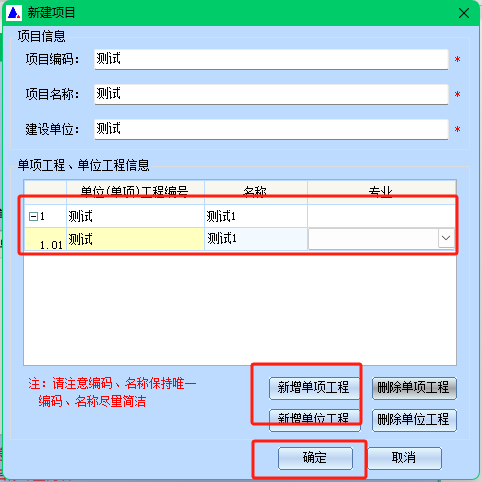 新建项目
项目信息
项目编码： 测试 *
项目名称： 测试 *
建设单位： 测试 *
单项工程、单位工程信息
单位(单项)工程编号 名称 专业
1 测试 测试1
1.01 测试 测试1
注：请注意编码、名称保持唯一
编码、名称尽量简洁
新增单项工程 删除单项工程
新增单位工程 删除单位工程
确定 取消